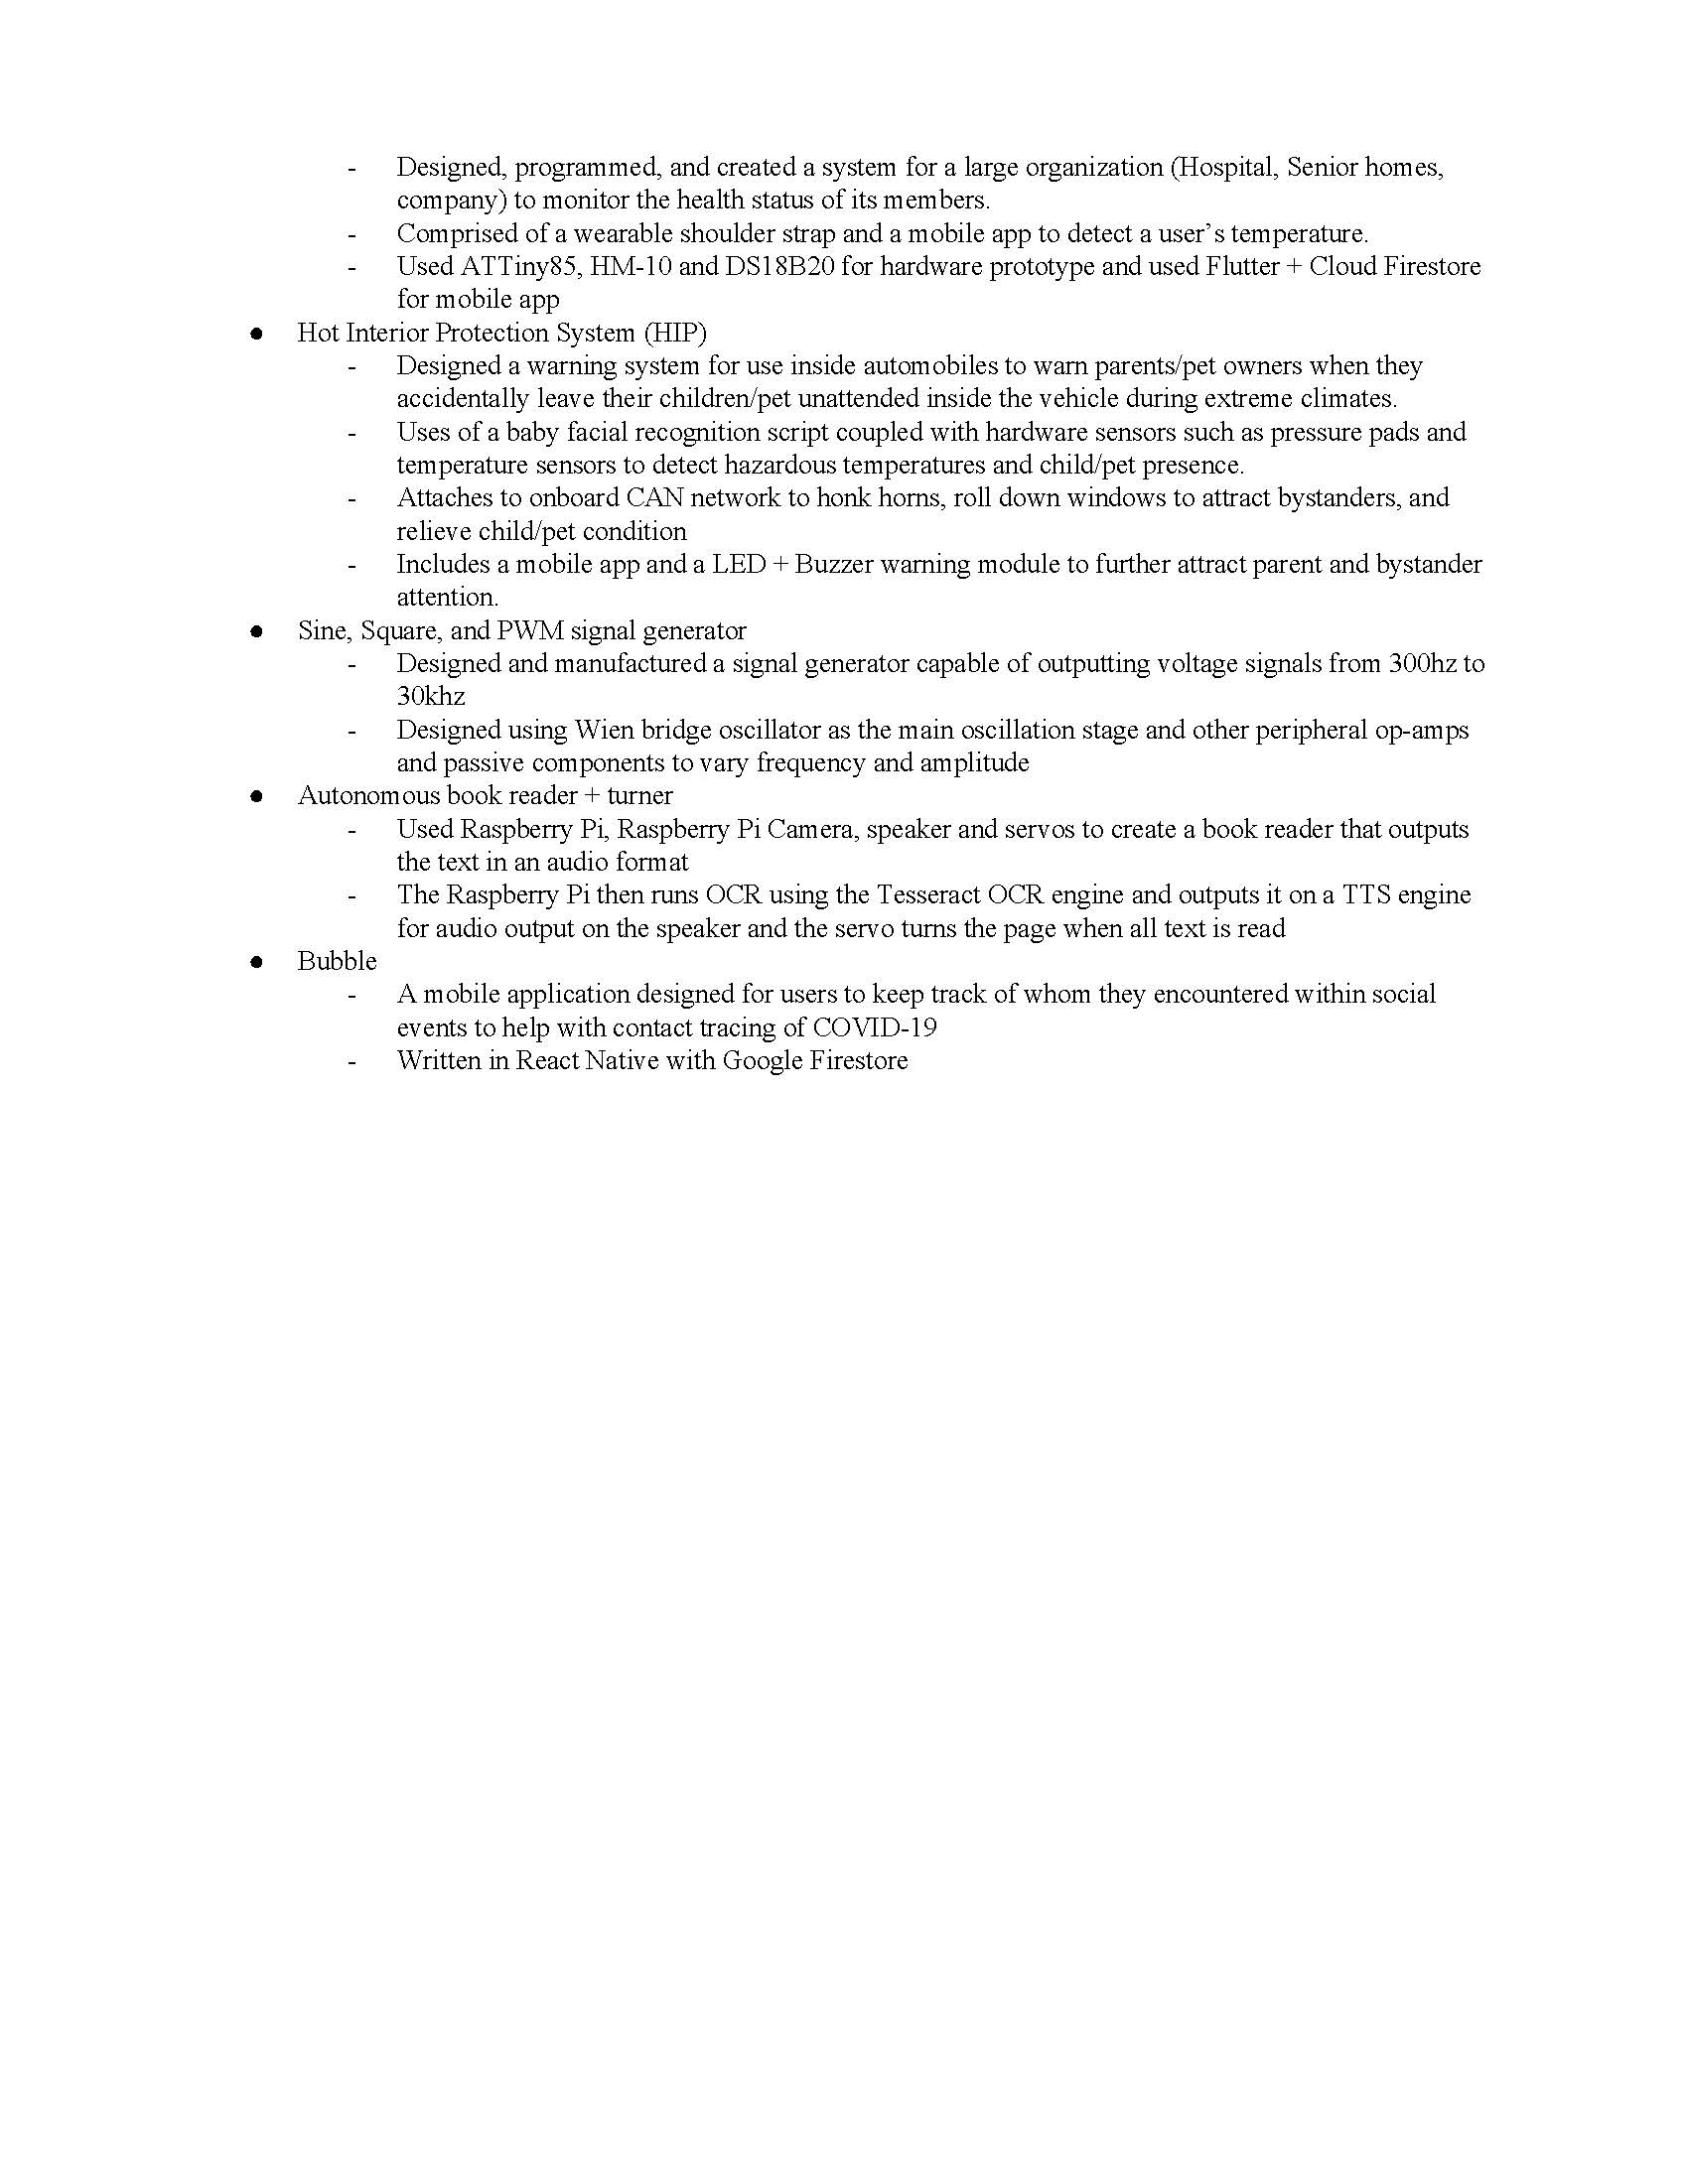 - Designed, programmed, and created a system for a large organization (Hospital, Senior homes,
company) to monitor the health status of its members.
- Comprised of a wearable shoulder strap and a mobile app to detect a user’s temperature.
- Used ATTiny85, HM-10 and DS18B20 for hardware prototype and used Flutter + Cloud Firestore
for mobile app
● Hot Interior Protection System (HIP)
- Designed a warning system for use inside automobiles to warn parents/pet owners when they
accidentally leave their children/pet unattended inside the vehicle during extreme climates.
- Uses of a baby facial recognition script coupled with hardware sensors such as pressure pads and
temperature sensors to detect hazardous temperatures and child/pet presence.
- Attaches to onboard CAN network to honk horns, roll down windows to attract bystanders, and
relieve child/pet condition
- Includes a mobile app and a LED + Buzzer warning module to further attract parent and bystander
attention.
● Sine, Square, and PWM signal generator
- Designed and manufactured a signal generator capable of outputting voltage signals from 300hz to
30khz
- Designed using Wien bridge oscillator as the main oscillation stage and other peripheral op-amps
and passive components to vary frequency and amplitude
● Autonomous book reader + turner
- Used Raspberry Pi, Raspberry Pi Camera, speaker and servos to create a book reader that outputs
the text in an audio format
- The Raspberry Pi then runs OCR using the Tesseract OCR engine and outputs it on a TTS engine
for audio output on the speaker and the servo turns the page when all text is read
● Bubble
- A mobile application designed for users to keep track of whom they encountered within social
events to help with contact tracing of COVID-19
- Written in React Native with Google Firestore